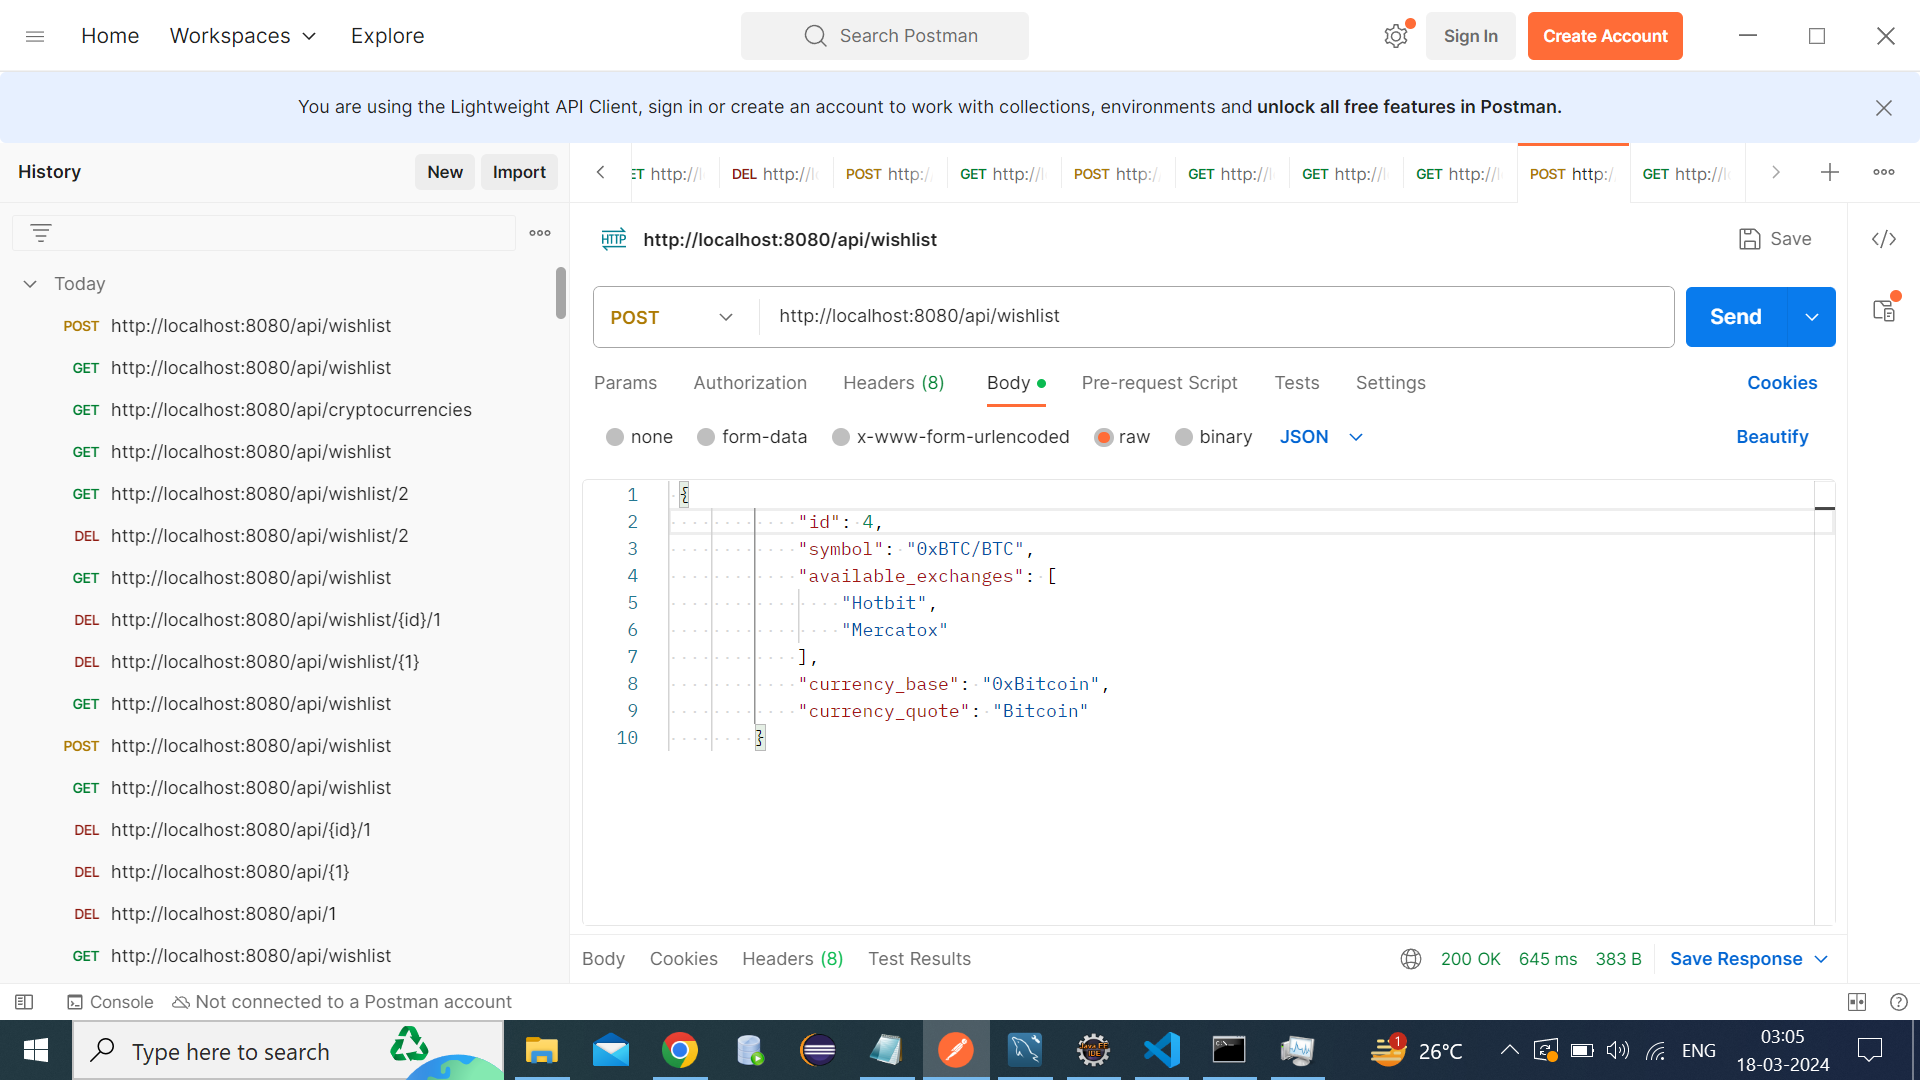 Home
Workspaces
Explore
Search Postman
Sign In
Create Account
You are using the Lightweight API Client, sign in or create an account to work with collections, environments and unlock all free features in Postman.
History
New
Import
ET http://l
DEL http://l
POST http:/
GET http://l
POST http:/
GET http://l
GET http://l
GET http://l
POST http:/
GET http://l
HTTP http://localhost:8080/api/wishlist
Save
Today
POST http://localhost:8080/api/wishlist
GET http://localhost:8080/api/wishlist
GET http://localhost:8080/api/cryptocurrencies
GET http://localhost:8080/api/wishlist
GET http://localhost:8080/api/wishlist/2
DEL http://localhost:8080/api/wishlist/2
GET http://localhost:8080/api/wishlist
DEL http://localhost:8080/api/wishlist/{id}/1
DEL http://localhost:8080/api/wishlist/{1}
GET http://localhost:8080/api/wishlist
POST http://localhost:8080/api/wishlist
GET http://localhost:8080/api/wishlist
DEL http://localhost:8080/api/{id}/1
DEL http://localhost:8080/api/{1}
DEL http://localhost:8080/api/1
GET http://localhost:8080/api/wishlist
POST
http://localhost:8080/api/wishlist
Send
Params
Authorization
Headers (8)
Body
Pre-request Script
Tests
Settings
Cookies
none
form-data
x-www-form-urlencoded
raw
binary
JSON
Beautify
1 {
2 "id": 4,
3 "symbol": "0xBTC/BTC",
4 "available_exchanges": [
5 "Hotbit",
6 "Mercatox"
7 ],
8 "currency_base": "0xBitcoin",
9 "currency_quote": "Bitcoin"
10 }
Body
Cookies
Headers (8)
Test Results
200 OK
645 ms
383 B
Save Response
Console
Not connected to a Postman account
Type here to search
1
26°C
ENG
03:05
18-03-2024